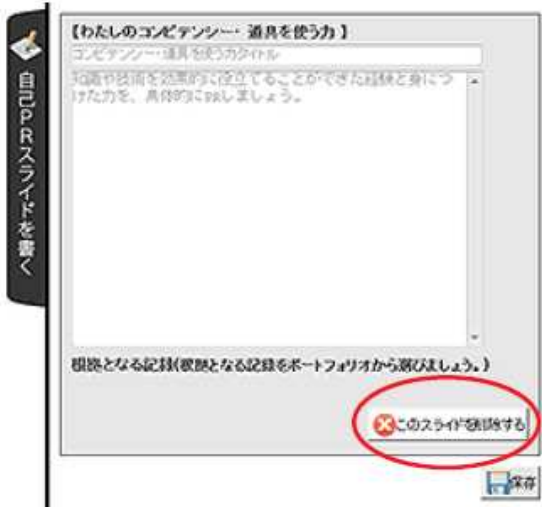 自己PRスライドを書く
【わたしのコンピテンシー・道具を使う力】
コンピテンシー・道具を使う力タイトル
知識や技術を効果的に役立てることができた経験と身につ
けた力を、具体的にPRしましょう。
根拠となる記録(根拠となる記録をポートフォリオから選びましょう。)
このスライドを削除する
保存